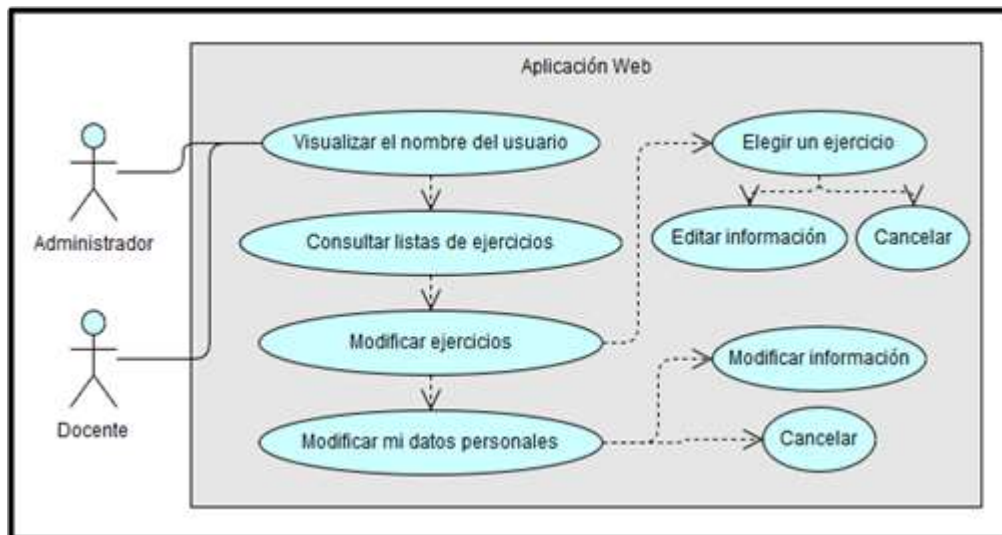 Aplicación Web
Visualizar el nombre del usuario
Elegir un ejercicio
Administrador
Consultar listas de ejercicios
Editar información
Cancelar
Modificar ejercicios
Modificar información
Docente
Modificar mi datos personales
Cancelar